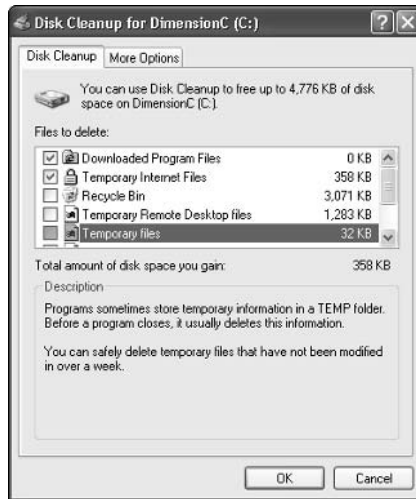 Disk Cleanup for DimensionC (C:)
Disk Cleanup More Options
You can use Disk Cleanup to free up to 4,776 KB of disk
space on DimensionC (C:).
Files to delete:
Downloaded Program Files 0 KB
Temporary Internet Files 358 KB
Recycle Bin 3,071 KB
Temporary Remote Desktop files 1,283 KB
Temporary files 32 KB
Total amount of disk space you gain: 358 KB
Description
Programs sometimes store temporary information in a TEMP folder.
Before a program closes, it usually deletes this information.
You can safely delete temporary files that have not been modified
in over a week.
OK Cancel